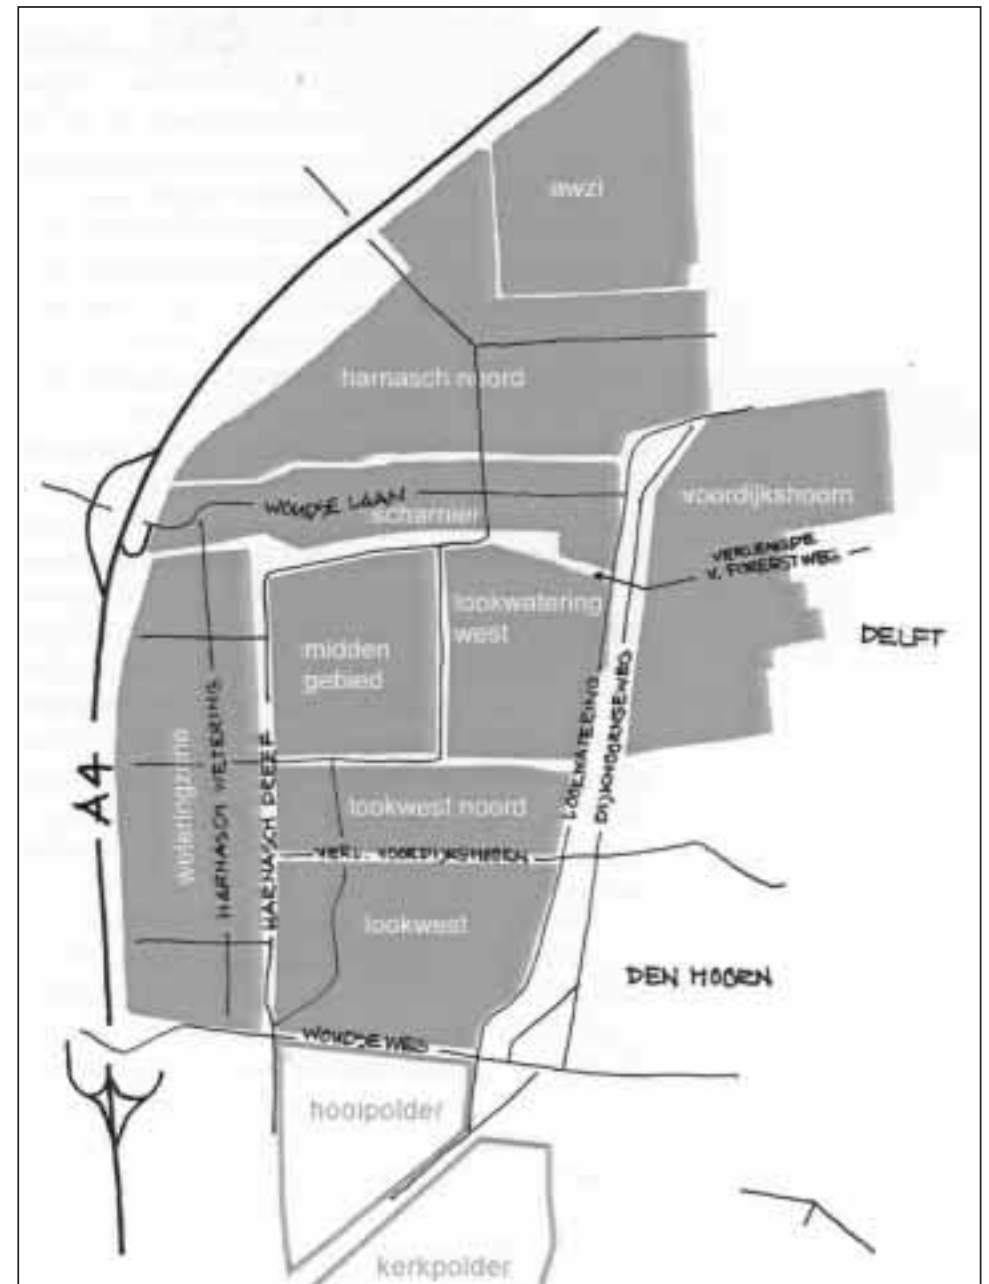 awzi
harnasch noord
voordijkshoorn
WOUDSE LAAN
scharnier
VERLENGDE
V. FOREESTWEG
lookwatering
west
DELFT
midden
gebied
HARNASCH WETERING
LOOKWATERING
DIJKHOORNSEWEG
A4
weteringzone
HARNASCH DREEF
lookwest noord
VERL. VOORDIJKSHOORN
lookwest
DEN HOORN
WOUDSEWEG
hooipolder
kerkpolder